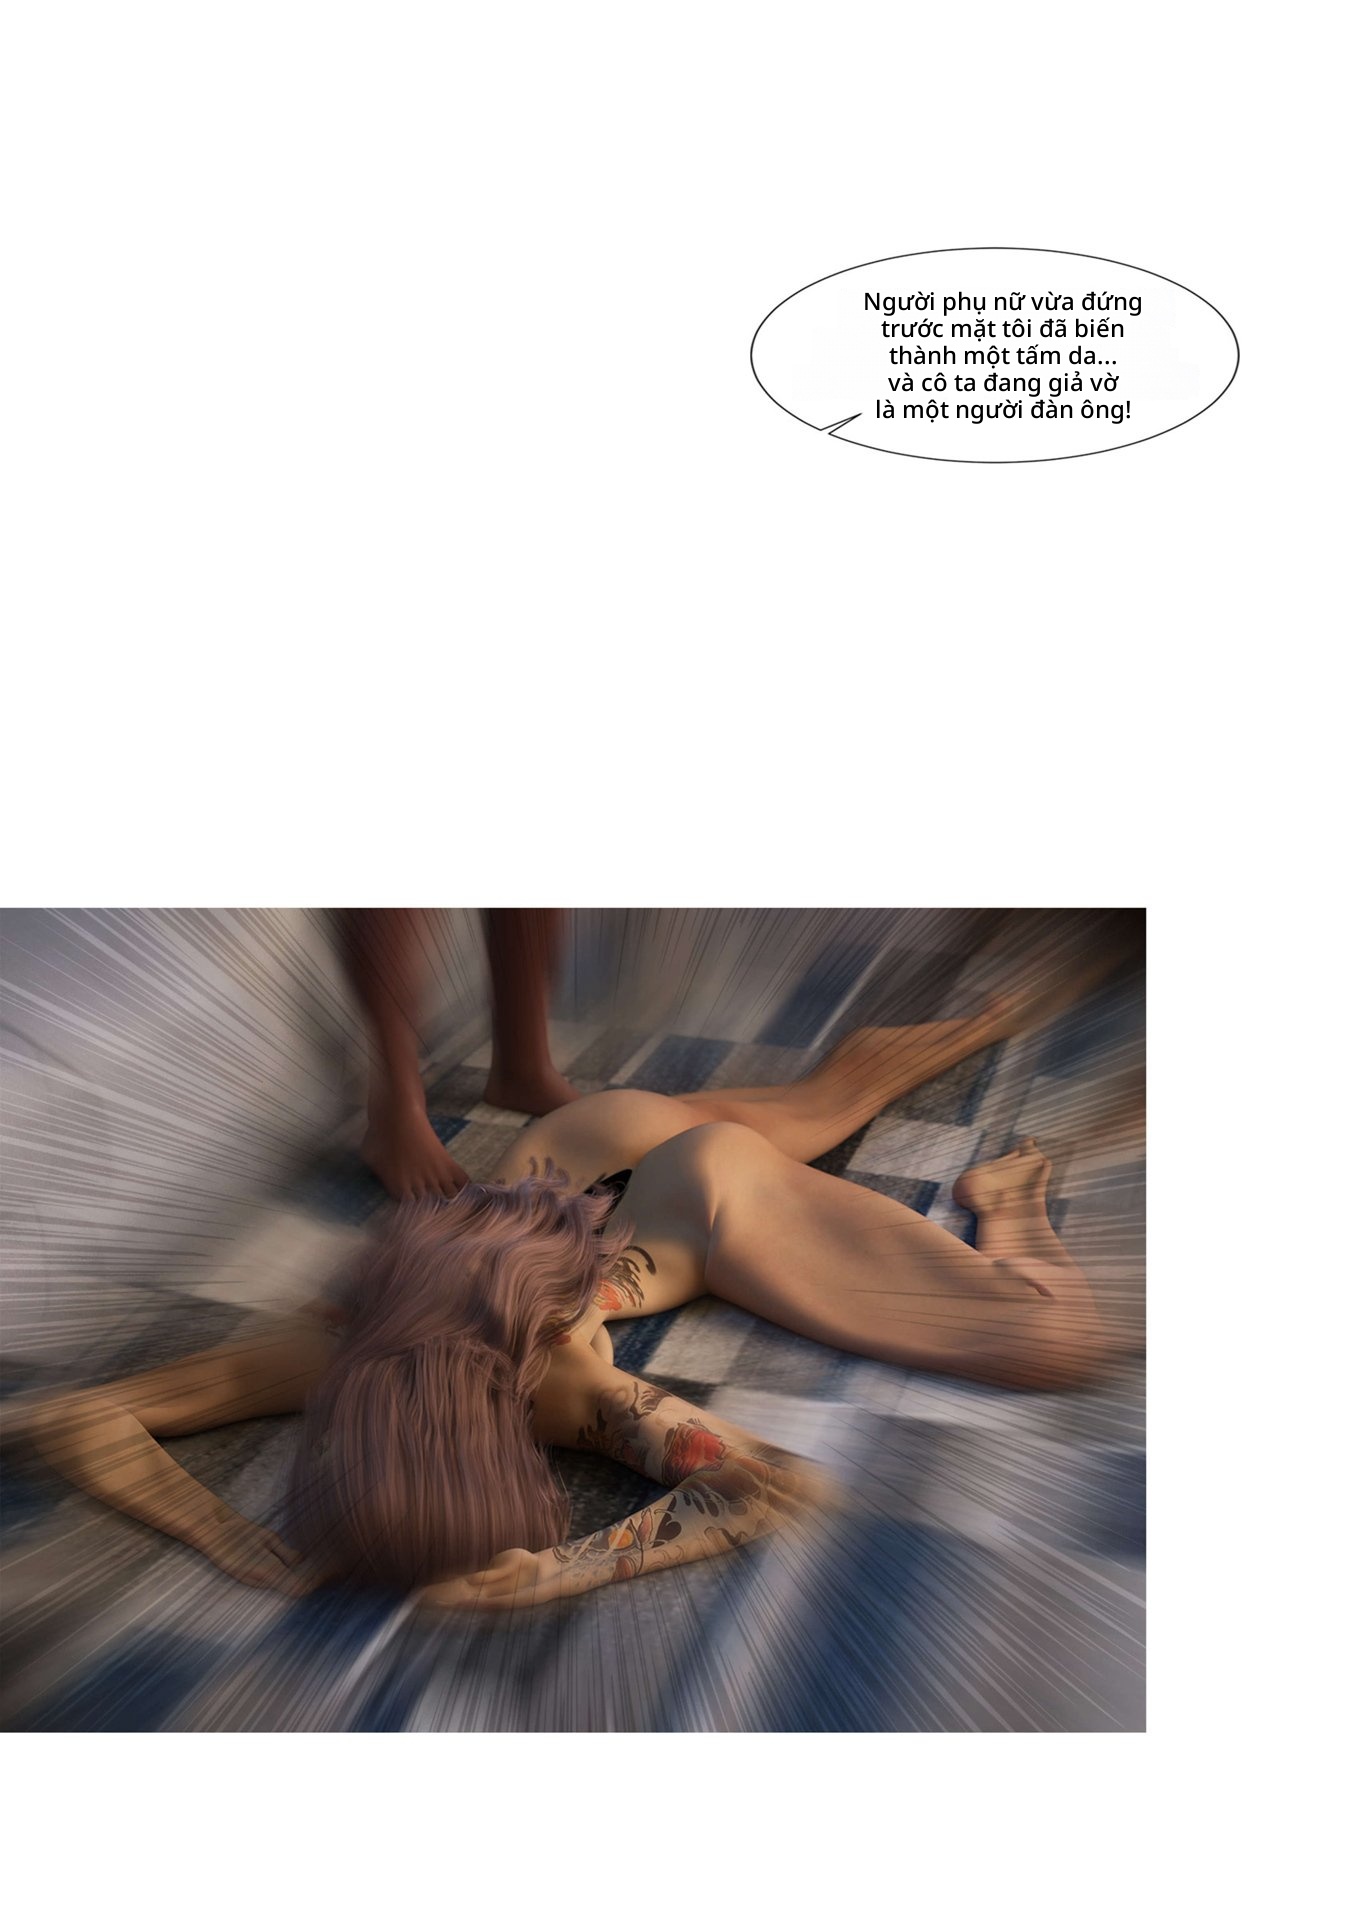 Người phụ nữ vừa đứng
trước mặt tôi đã biến
thành một tấm da...
và cô ta đang giả vờ
là một người đàn ông!